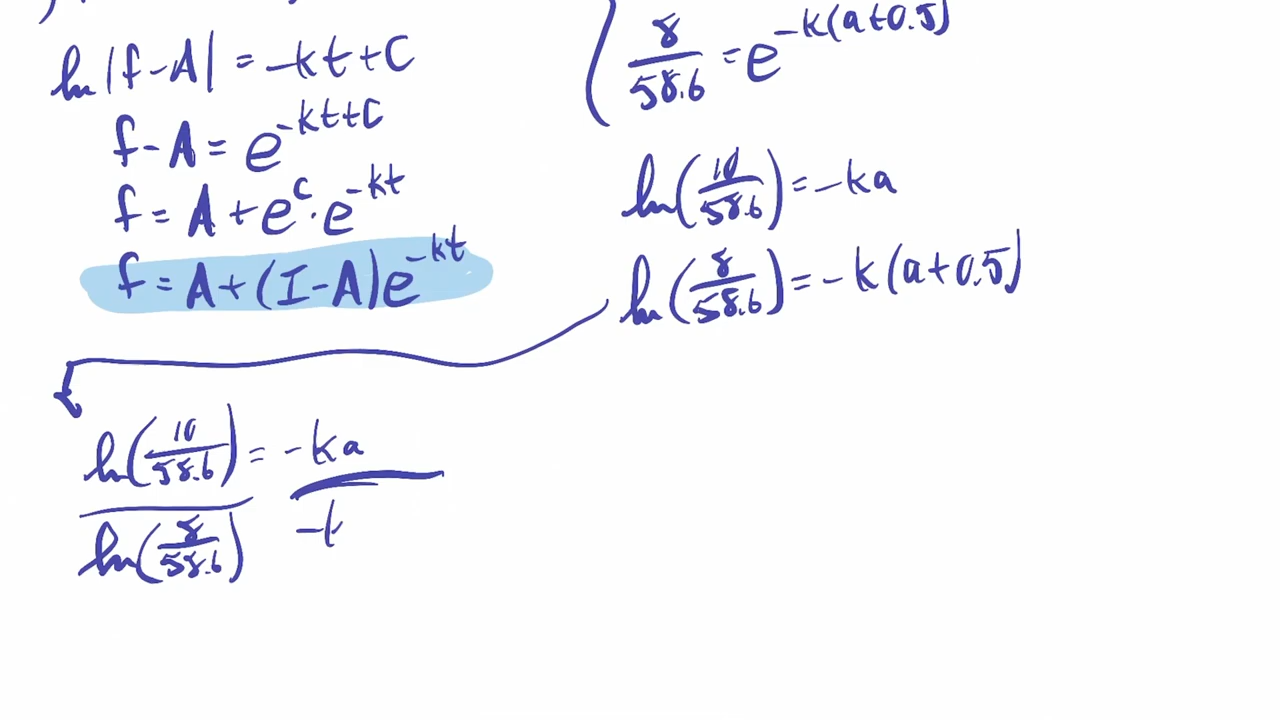 ln|f-A| = -kt+C
f-A = e^{-kt+C}
f = A + e^C · e^{-kt}
f = A+(I-A)e^{-kt}
8/58.6 = e^{-k(a+0.5)}
ln(10/58.6) = -ka
ln(8/58.6) = -k(a+0.5)
ln(10/58.6) = -ka
ln(8/58.6) -k